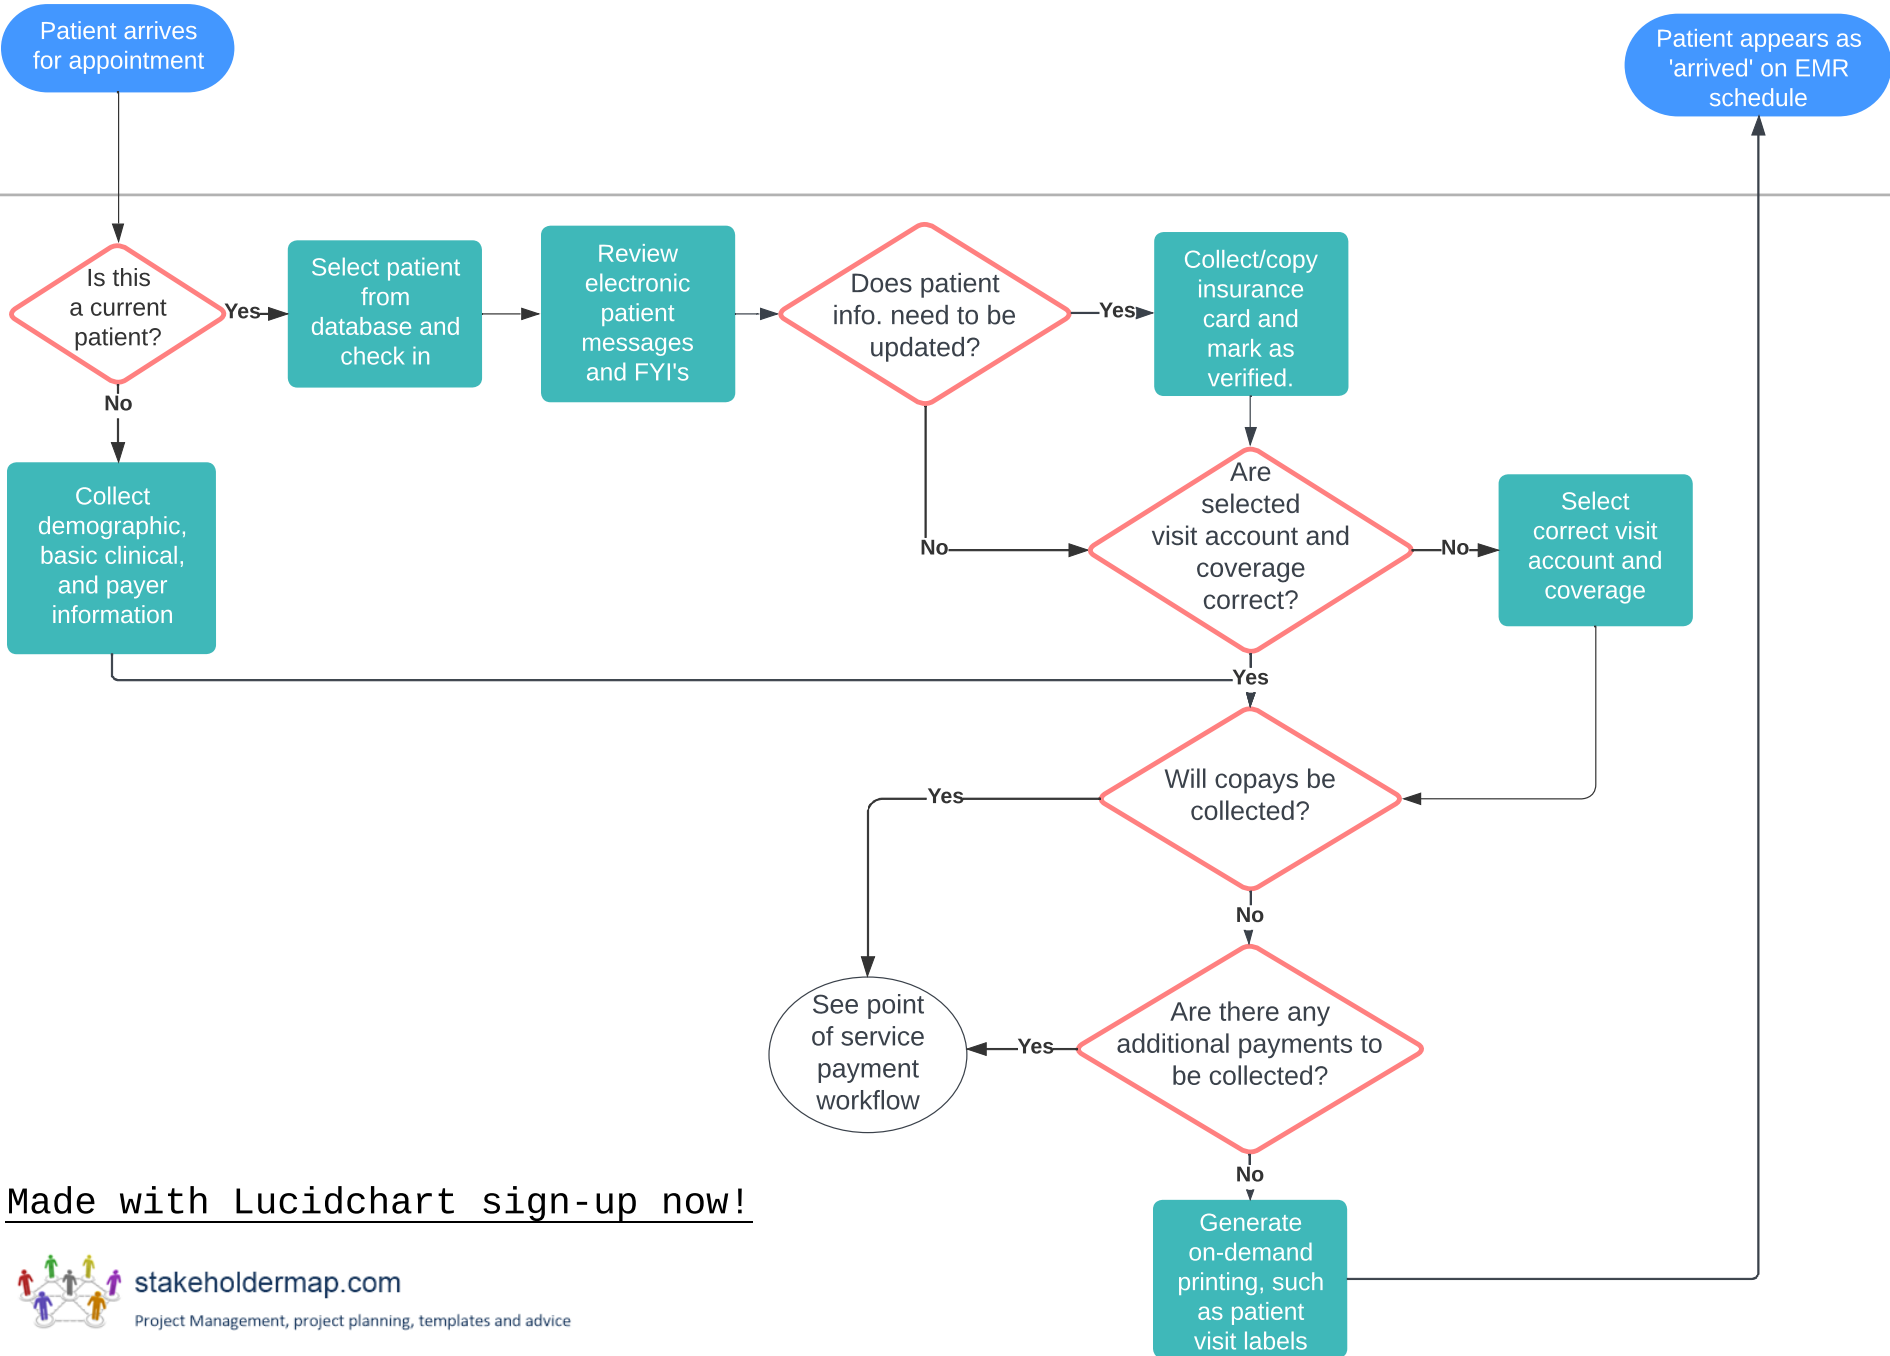 Patient arrives
for appointment
Patient appears as
'arrived' on EMR
schedule
Is this
a current
patient?
Yes
Select patient
from
database and
check in
Review
electronic
patient
messages
and FYI's
Does patient
info. need to be
updated?
Yes
Collect/copy
insurance
card and
mark as
verified.
No
Collect
demographic,
basic clinical,
and payer
information
No
Are
selected
visit account and
coverage
correct?
No
Select
correct visit
account and
coverage
Yes
Will copays be
collected?
Yes
No
See point
of service
payment
workflow
Yes
Are there any
additional payments to
be collected?
No
Generate
on-demand
printing, such
as patient
visit labels
Made with Lucidchart sign-up now!
stakeholdermap.com
Project Management, project planning, templates and advice